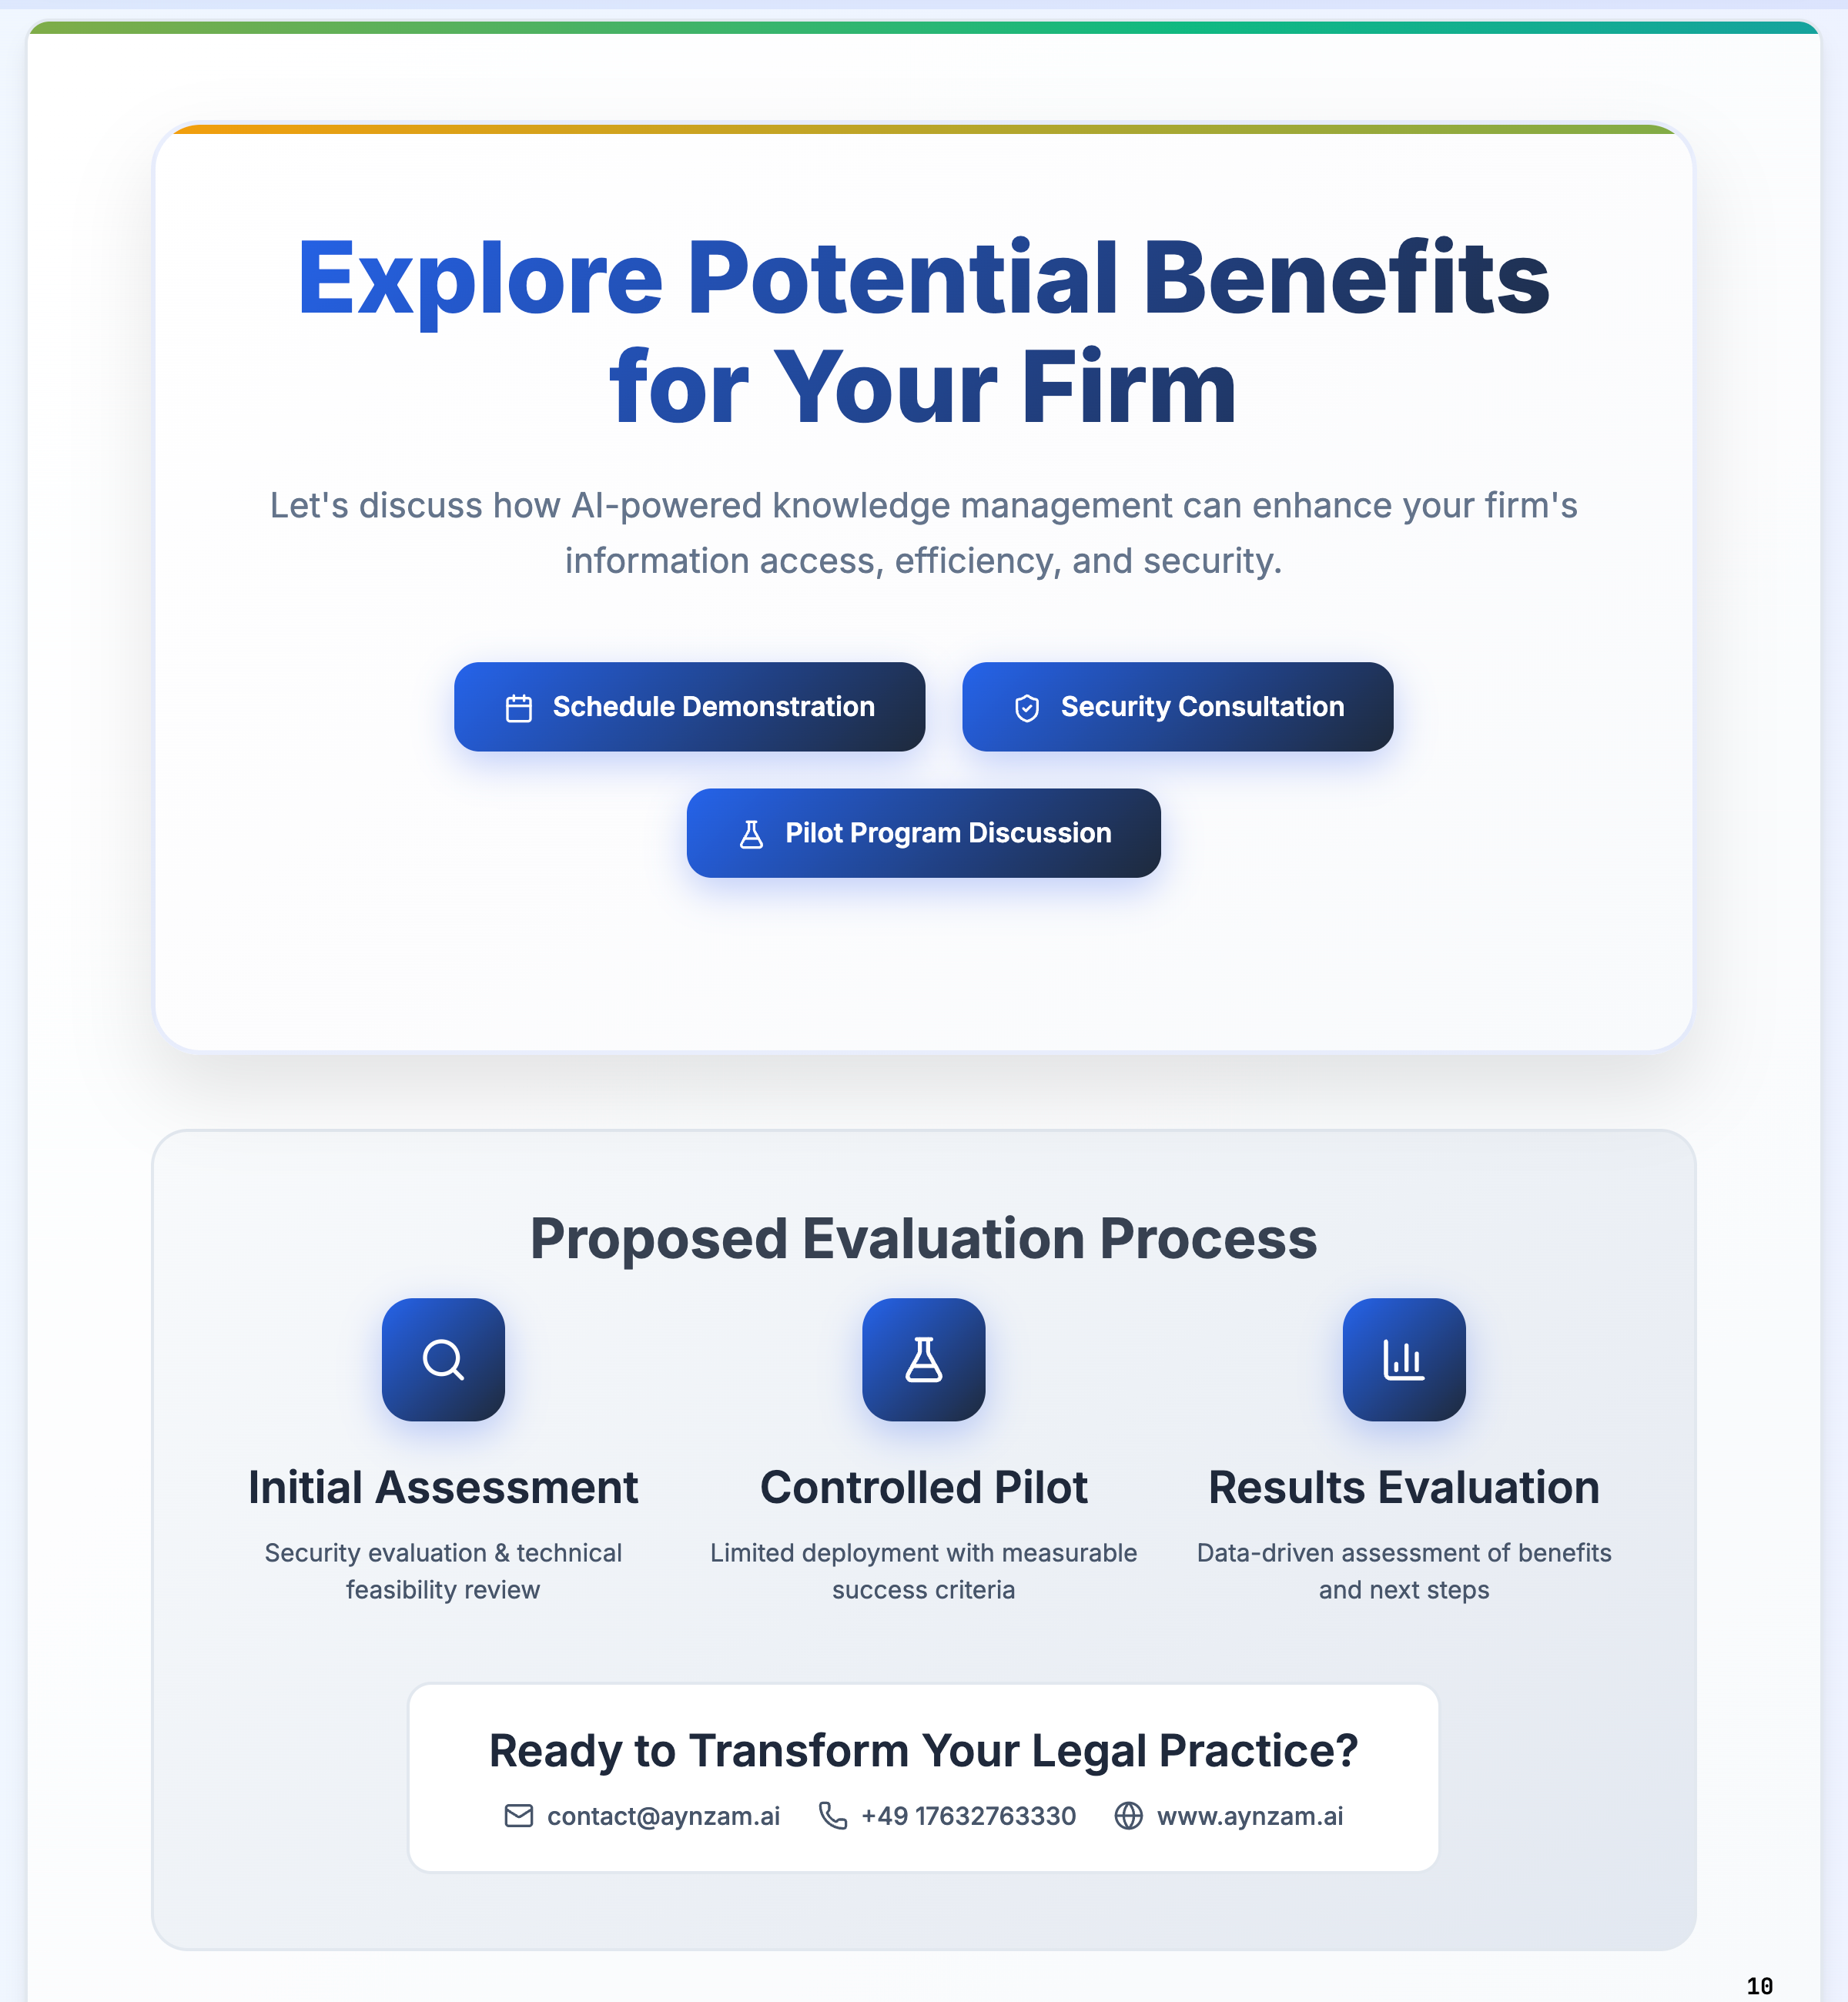 Explore Potential Benefits
for Your Firm
Let's discuss how AI-powered knowledge management can enhance your firm's
information access, efficiency, and security.
Schedule Demonstration
Security Consultation
Pilot Program Discussion
Proposed Evaluation Process
Initial Assessment
Security evaluation & technical
feasibility review
Controlled Pilot
Limited deployment with measurable
success criteria
Results Evaluation
Data-driven assessment of benefits
and next steps
Ready to Transform Your Legal Practice?
contact@aynzam.ai
+49 17632763330
www.aynzam.ai
10